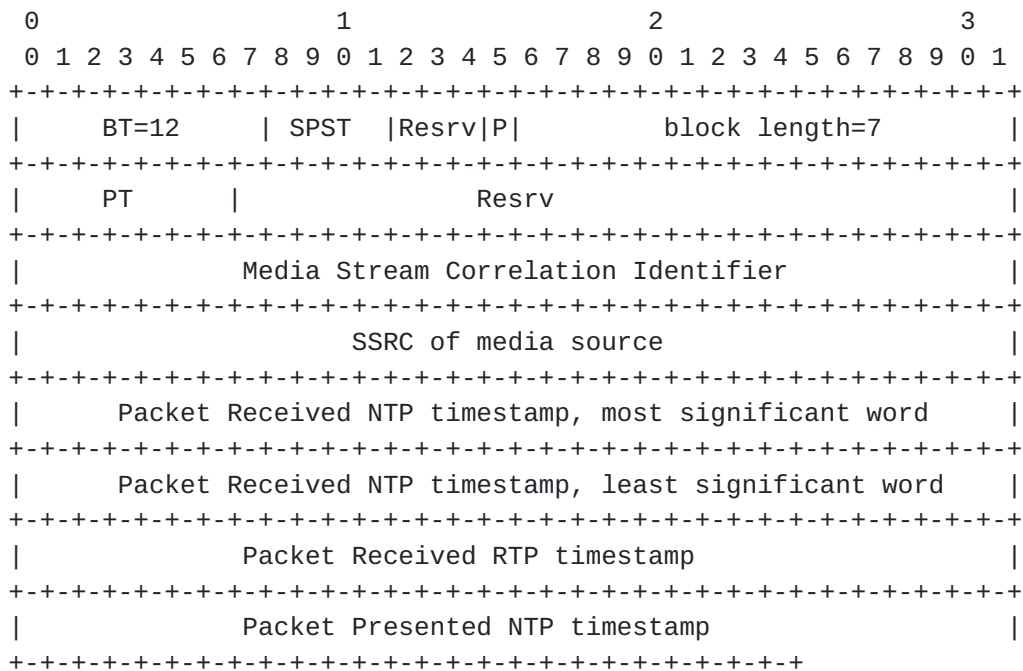 0                   1                   2                   3
 0 1 2 3 4 5 6 7 8 9 0 1 2 3 4 5 6 7 8 9 0 1 2 3 4 5 6 7 8 9 0 1
+-+-+-+-+-+-+-+-+-+-+-+-+-+-+-+-+-+-+-+-+-+-+-+-+-+-+-+-+-+-+-+-+
|     BT=12     | SPST  |Resrv|P|         block length=7        |
+-+-+-+-+-+-+-+-+-+-+-+-+-+-+-+-+-+-+-+-+-+-+-+-+-+-+-+-+-+-+-+-+
|     PT      |               Resrv                             |
+-+-+-+-+-+-+-+-+-+-+-+-+-+-+-+-+-+-+-+-+-+-+-+-+-+-+-+-+-+-+-+-+
|              Media Stream Correlation Identifier              |
+-+-+-+-+-+-+-+-+-+-+-+-+-+-+-+-+-+-+-+-+-+-+-+-+-+-+-+-+-+-+-+-+
|                     SSRC of media source                      |
+-+-+-+-+-+-+-+-+-+-+-+-+-+-+-+-+-+-+-+-+-+-+-+-+-+-+-+-+-+-+-+-+
|      Packet Received NTP timestamp, most significant word     |
+-+-+-+-+-+-+-+-+-+-+-+-+-+-+-+-+-+-+-+-+-+-+-+-+-+-+-+-+-+-+-+-+
|      Packet Received NTP timestamp, least significant word    |
+-+-+-+-+-+-+-+-+-+-+-+-+-+-+-+-+-+-+-+-+-+-+-+-+-+-+-+-+-+-+-+-+
|              Packet Received RTP timestamp                    |
+-+-+-+-+-+-+-+-+-+-+-+-+-+-+-+-+-+-+-+-+-+-+-+-+-+-+-+-+-+-+-+-+
|              Packet Presented NTP timestamp                   |
+-+-+-+-+-+-+-+-+-+-+-+-+-+-+-+-+-+-+-+-+-+-+-+-+-+